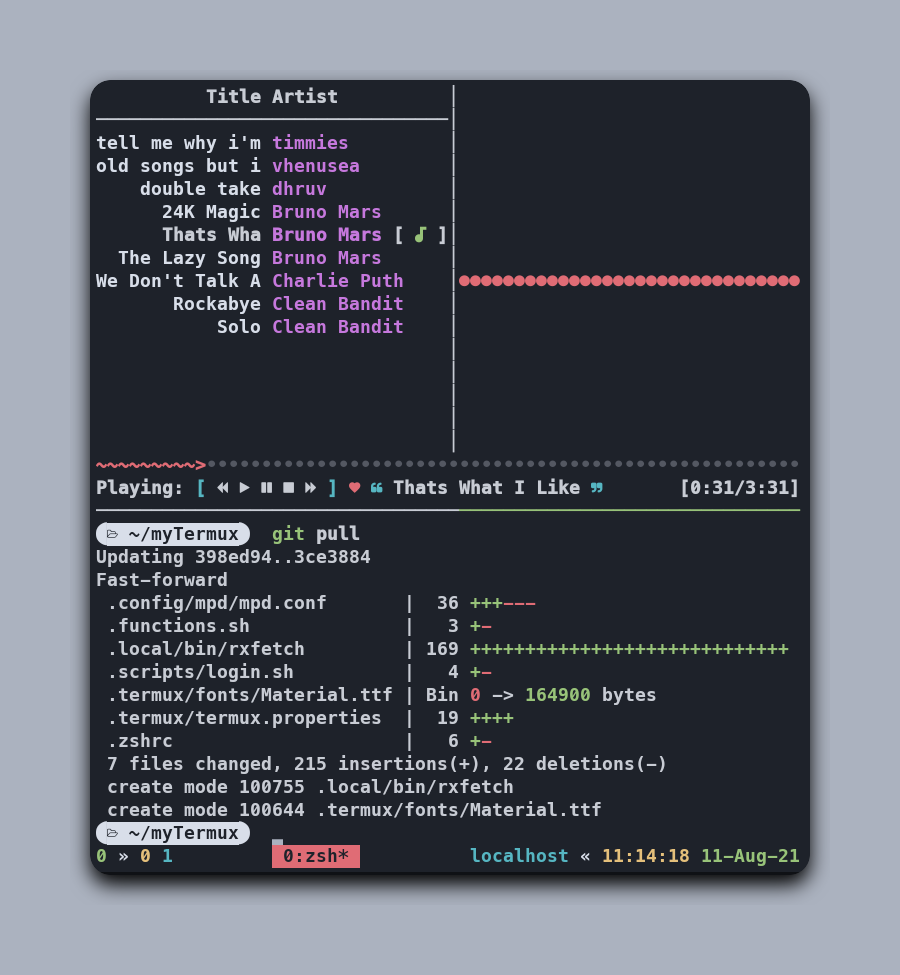 Title Artist
tell me why i'm timmies
old songs but i vhenusea
double take dhruv
24K Magic Bruno Mars
Thats Wha Bruno Mars [ ♪ ]
The Lazy Song Bruno Mars
We Don't Talk A Charlie Puth
Rockabye Clean Bandit
Solo Clean Bandit
~~~~~~~~~>
Playing: [ ⏪ ▶ ⏸ ⏹ ⏩ ] ♥ ❝ Thats What I Like ❞ [0:31/3:31]
~/myTermux git pull
Updating 398ed94..3ce3884
Fast-forward
.config/mpd/mpd.conf | 36 +++---
.functions.sh | 3 +-
.local/bin/rxfetch | 169 +++++++++++++++++++++++++++++
.scripts/login.sh | 4 +-
.termux/fonts/Material.ttf | Bin 0 -> 164900 bytes
.termux/termux.properties | 19 ++++
.zshrc | 6 +-
7 files changed, 215 insertions(+), 22 deletions(-)
create mode 100755 .local/bin/rxfetch
create mode 100644 .termux/fonts/Material.ttf
~/myTermux
0 » 0 1 0:zsh* localhost « 11:14:18 11-Aug-21